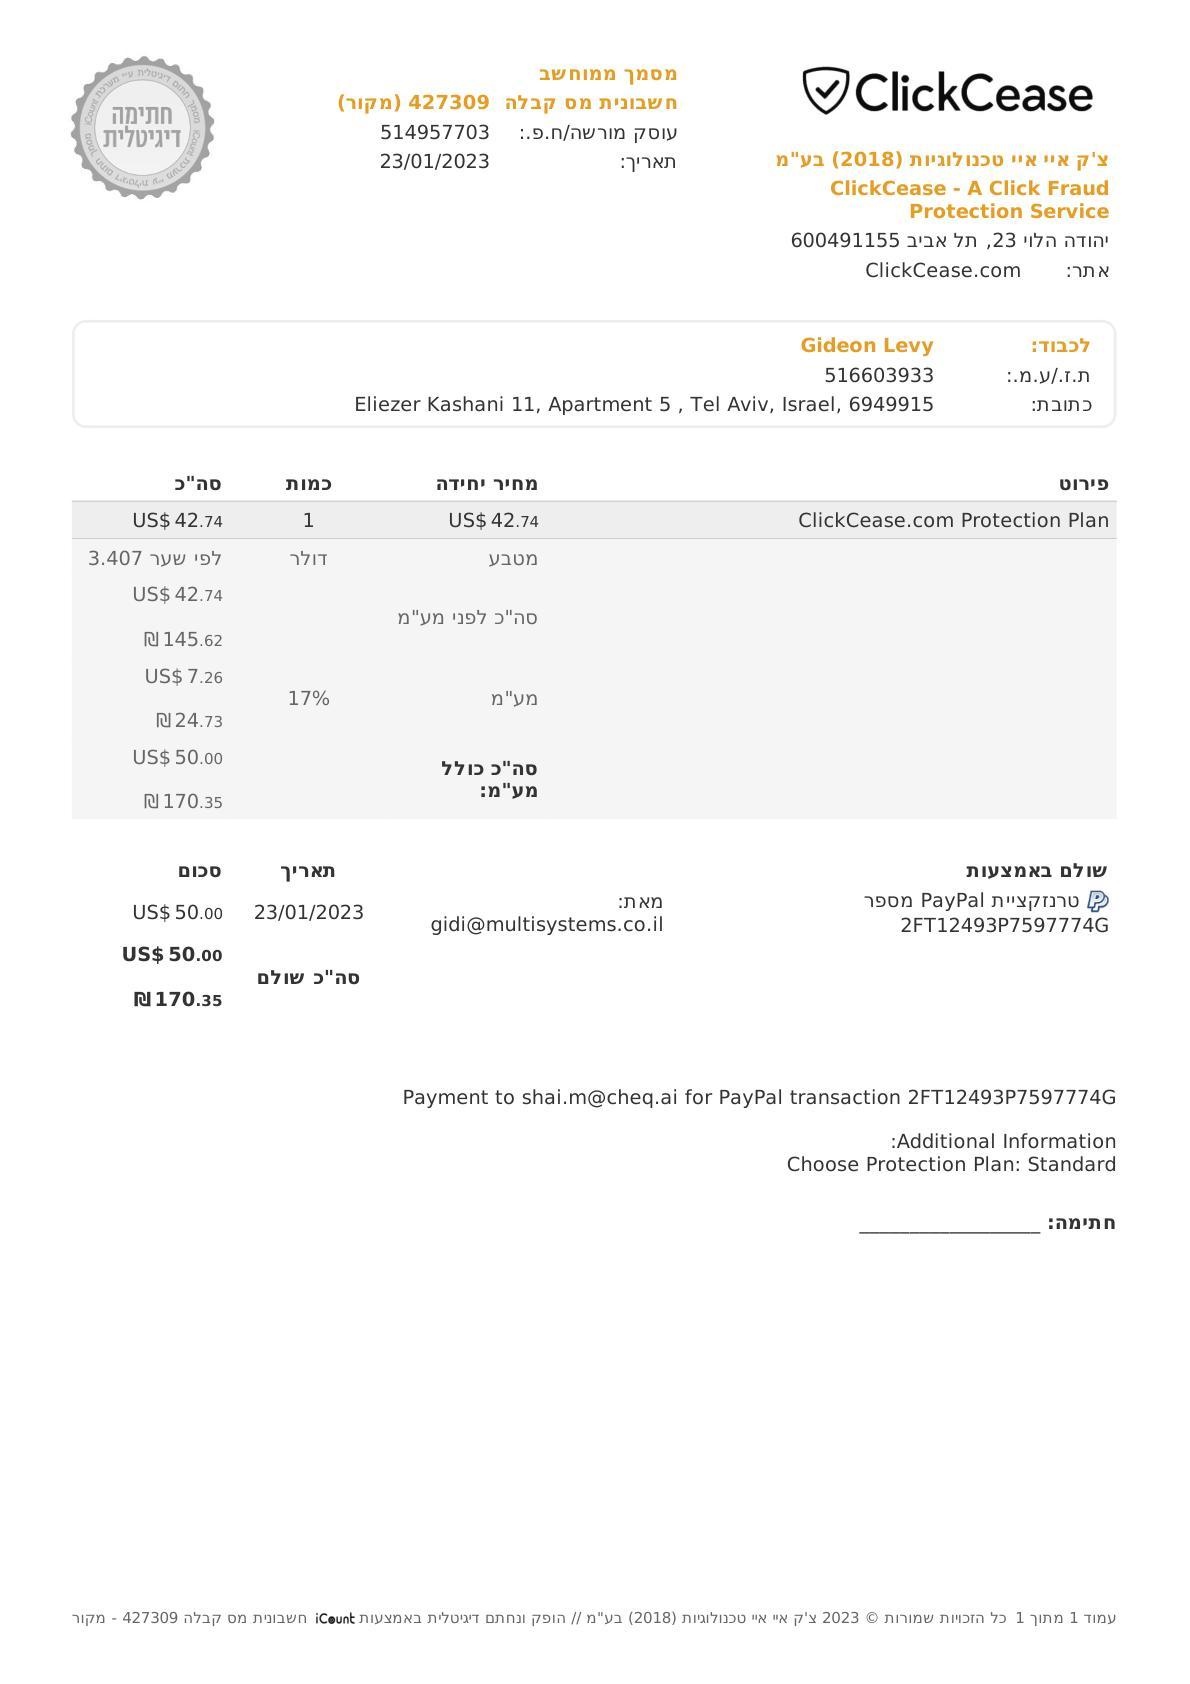 ClickCease
צ'ק איי איי טכנולוגיות (2018) בע"מ
ClickCease - A Click Fraud
Protection Service
יהודה הלוי 23, תל אביב 600491155
אתר: ClickCease.com
מסמך ממוחשב
חשבונית מס קבלה 427309 (מקור)
עוסק מורשה/ח.פ.: 514957703
תאריך: 23/01/2023
חתימה
דיגיטלית
לכבוד: Gideon Levy
ת.ז./ע.מ.: 516603933
כתובת: Eliezer Kashani 11, Apartment 5 , Tel Aviv, Israel, 6949915
פירוט מחיר יחידה כמות סה"כ
ClickCease.com Protection Plan US$ 42.74 1 US$ 42.74
מטבע דולר לפי שער 3.407
סה"כ לפני מע"מ US$ 42.74
₪ 145.62
מע"מ 17% US$ 7.26
₪ 24.73
סה"כ כולל
מע"מ:
US$ 50.00
₪ 170.35
שולם באמצעות תאריך סכום
טרנזקציית PayPal מספר
2FT12493P7597774G
מאת:
gidi@multisystems.co.il
23/01/2023 US$ 50.00
סה"כ שולם US$ 50.00
₪ 170.35
Payment to shai.m@cheq.ai for PayPal transaction 2FT12493P7597774G
Additional Information:
Choose Protection Plan: Standard
חתימה: __________________
עמוד 1 מתוך 1 כל הזכויות שמורות © 2023 צ'ק איי איי טכנולוגיות (2018) בע"מ // הופק ונחתם דיגיטלית באמצעות iCount חשבונית מס קבלה 427309 - מקור